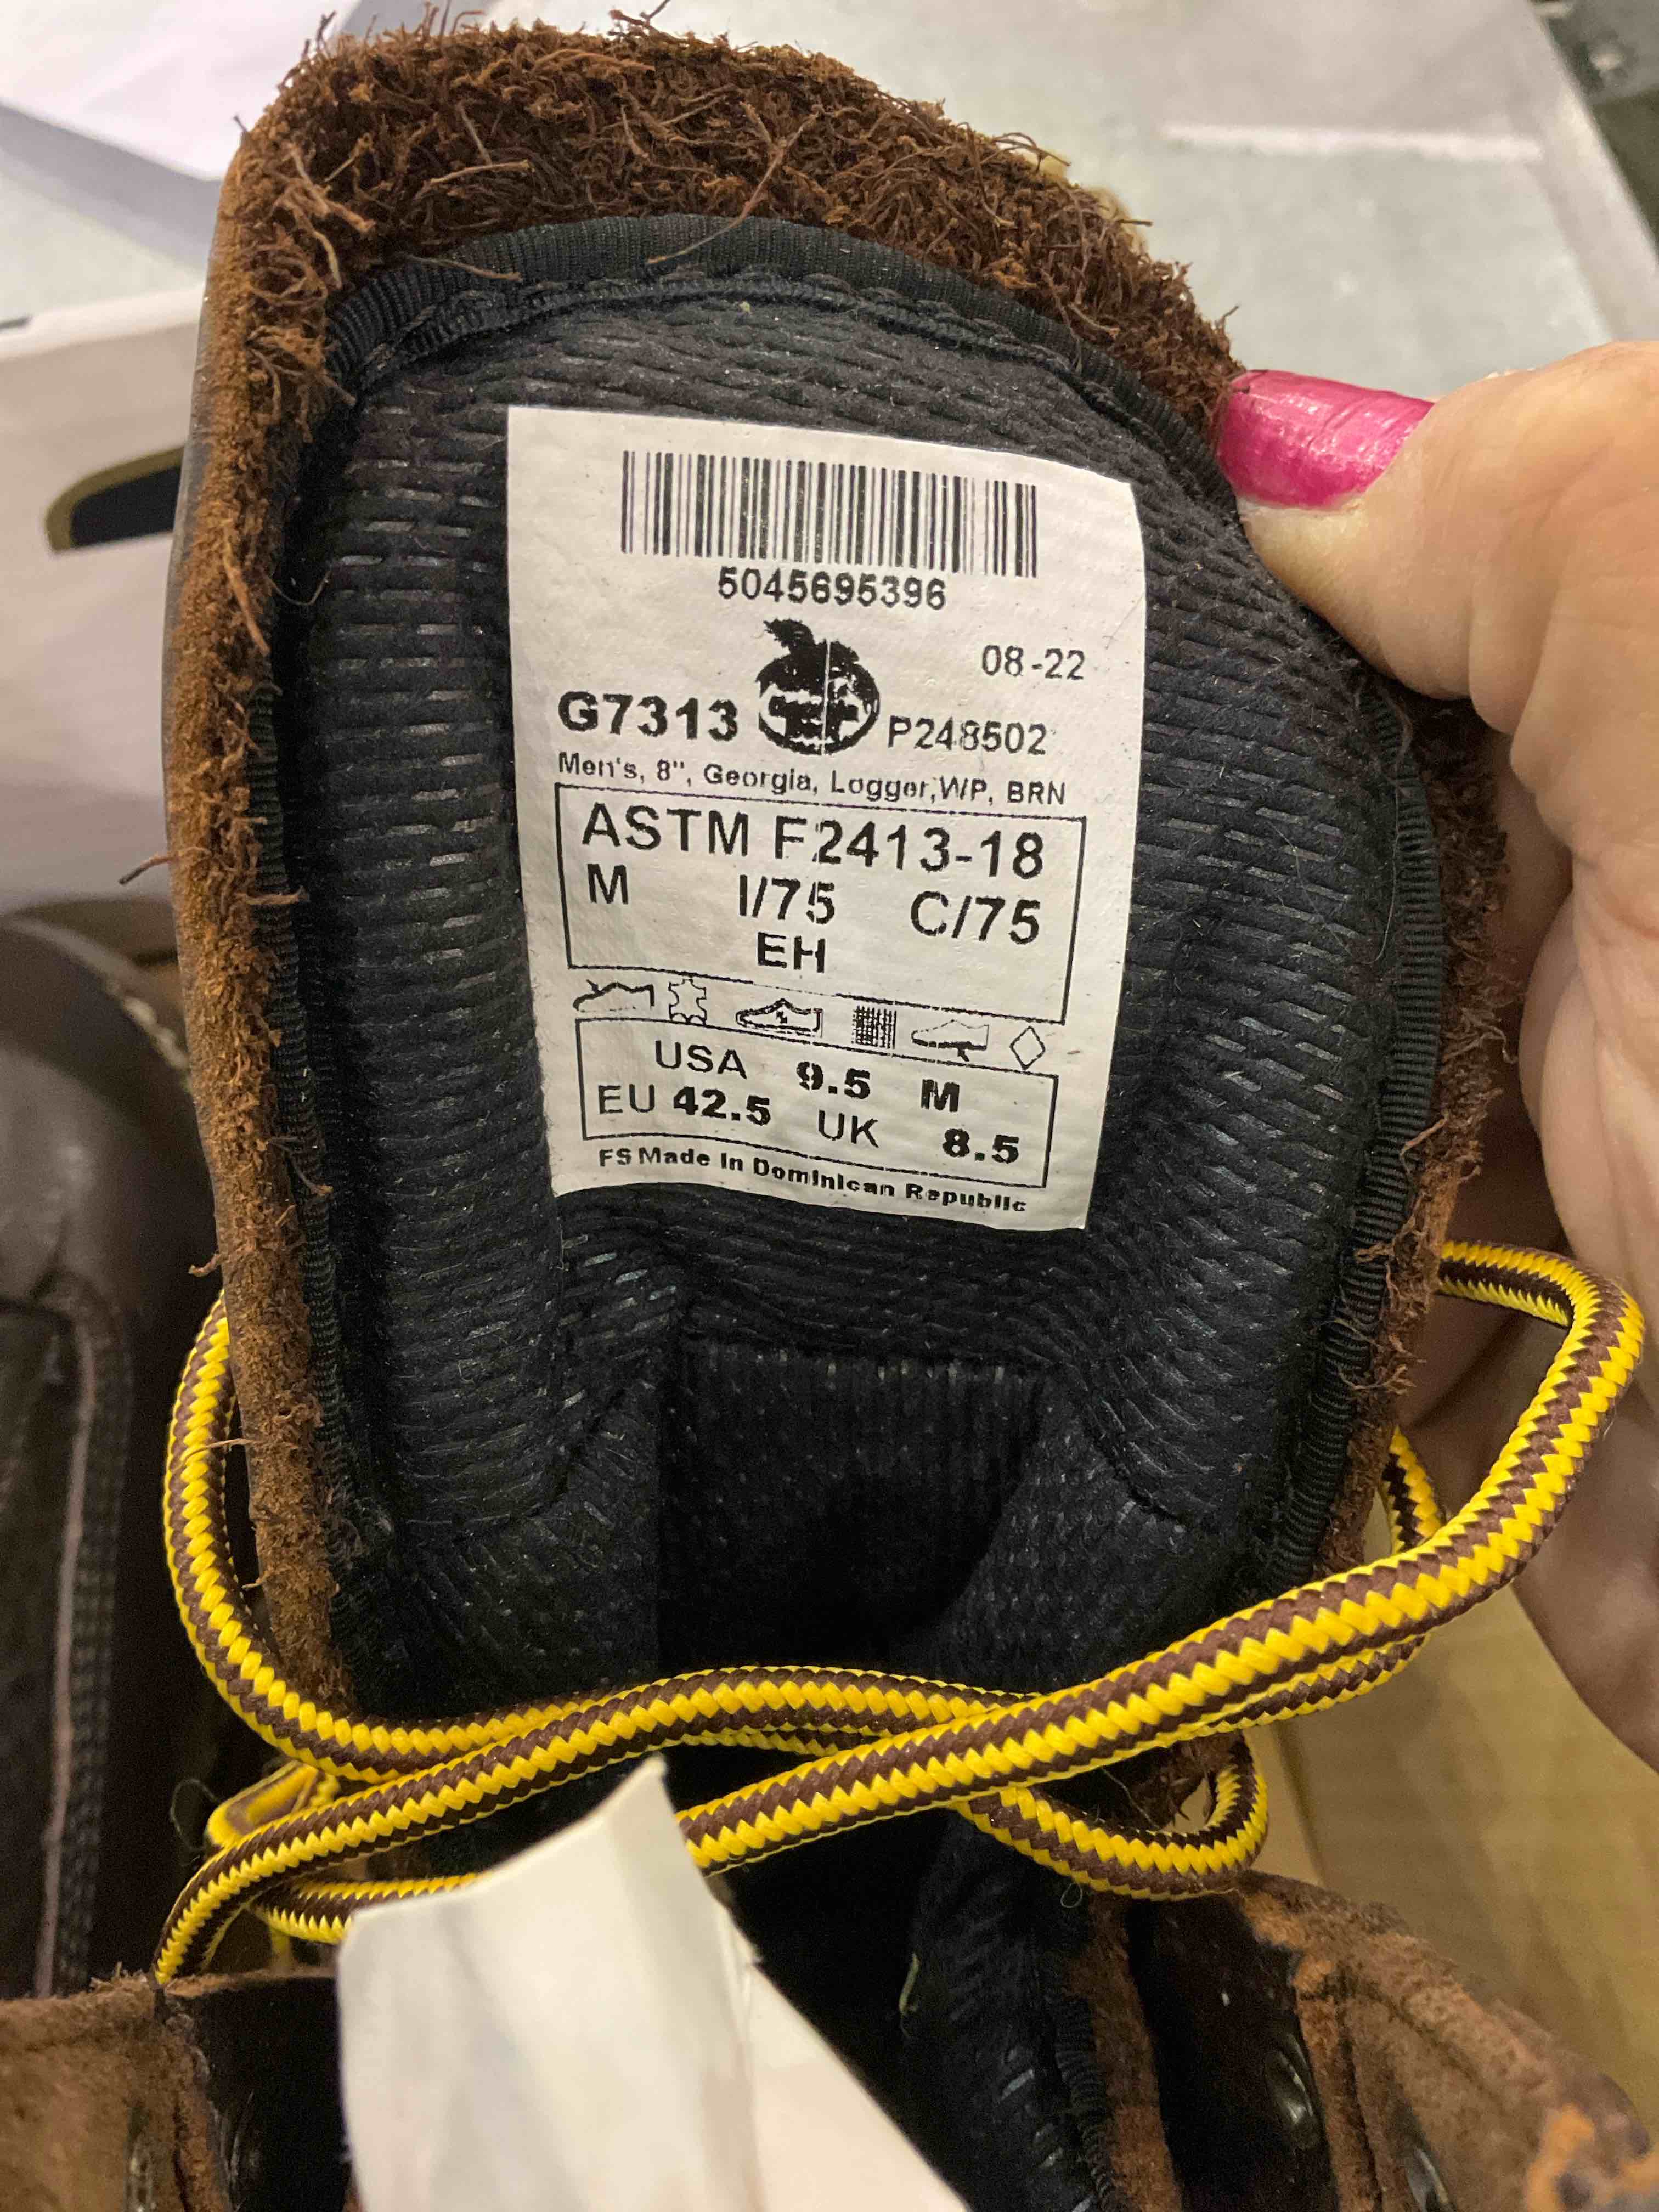 5045695396
08-22
G7313 P248502
Men's, 8", Georgia, Logger, WP, BRN
ASTM F2413-18
M I/75 C/75
EH
USA 9.5 M
EU 42.5 UK 8.5
FS Made In Dominican Republic